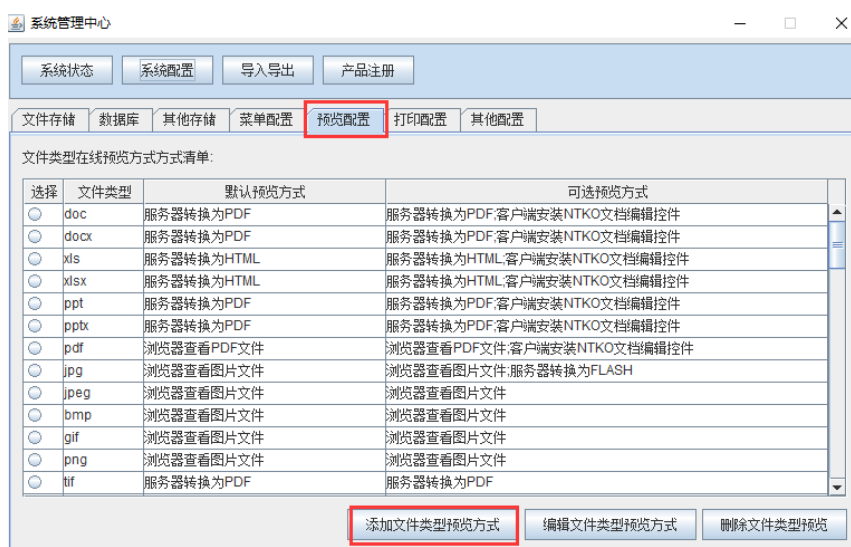 系统管理中心
系统状态 系统配置 导入导出 产品注册
文件存储 数据库 其他存储 菜单配置 预览配置 打印配置 其他配置
文件类型在线预览方式方式清单:
选择 文件类型 默认预览方式 可选预览方式
doc 服务器转换为PDF 服务器转换为PDF;客户端安装NTKO文档编辑控件
docx 服务器转换为PDF 服务器转换为PDF;客户端安装NTKO文档编辑控件
xls 服务器转换为HTML 服务器转换为HTML;客户端安装NTKO文档编辑控件
xlsx 服务器转换为HTML 服务器转换为HTML;客户端安装NTKO文档编辑控件
ppt 服务器转换为PDF 服务器转换为PDF;客户端安装NTKO文档编辑控件
pptx 服务器转换为PDF 服务器转换为PDF;客户端安装NTKO文档编辑控件
pdf 浏览器查看PDF文件 浏览器查看PDF文件;客户端安装NTKO文档编辑控件
jpg 浏览器查看图片文件 浏览器查看图片文件;服务器转换为FLASH
jpeg 浏览器查看图片文件 浏览器查看图片文件
bmp 浏览器查看图片文件 浏览器查看图片文件
gif 浏览器查看图片文件 浏览器查看图片文件
png 浏览器查看图片文件 浏览器查看图片文件
tif 服务器转换为PDF 服务器转换为PDF
添加文件类型预览方式 编辑文件类型预览方式 删除文件类型预览